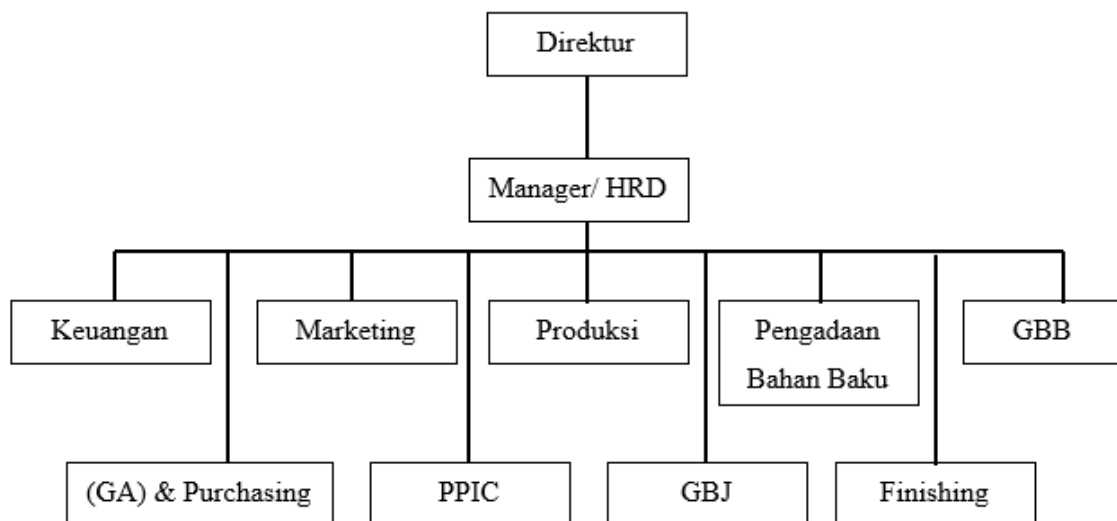 Direktur
Manager/ HRD
Keuangan
Marketing
Produksi
Pengadaan
Bahan Baku
GBB
(GA) & Purchasing
PPIC
GBJ
Finishing